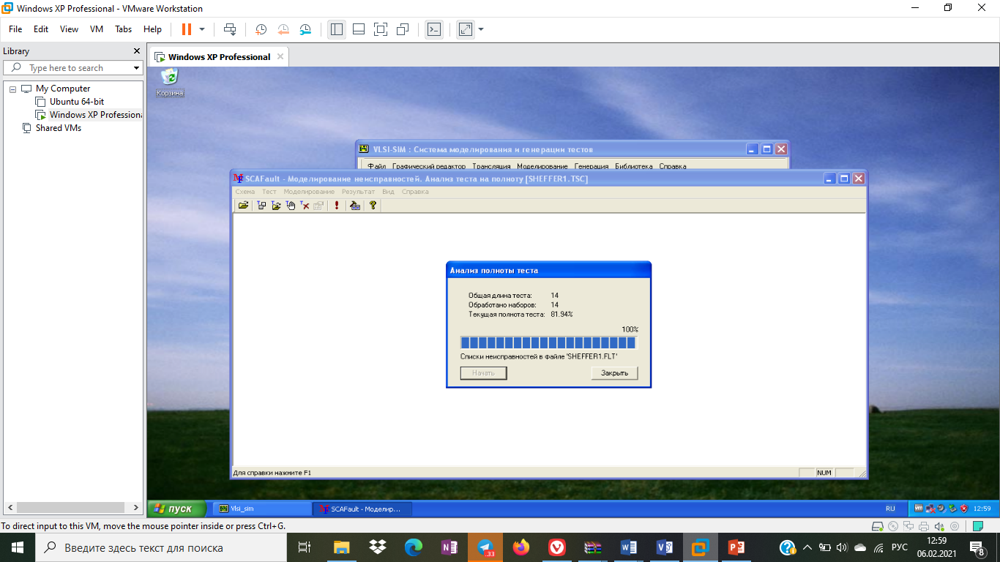 Windows XP Professional - VMware Workstation
File Edit View VM Tabs Help
Library
Type here to search
My Computer
Ubuntu 64-bit
Windows XP Professiona
Shared VMs
Windows XP Professional
Корзина
VLSI-SIM : Система моделирования и генерации тестов
Файл Графический редактор Трансляция Моделирование Генерация Библиотека Справка
SCAFault - Моделирование неисправностей. Анализ теста на полноту [SHEFFER1.TSC]
Схема Тест Моделирование Результат Вид Справка
Анализ полноты теста
Общая длина теста: 14
Обработано наборов: 14
Текущая полнота теста: 81.94%
100%
Списки неисправностей в файле 'SHEFFER1.FLT'
Начать Закрыть
Для справки нажмите F1
NUM
пуск Vlsi_sim SCAFault - Моделир... RU 12:59
To direct input to this VM, move the mouse pointer inside or press Ctrl+G.
Введите здесь текст для поиска
33
РУС
12:59
06.02.2021
8